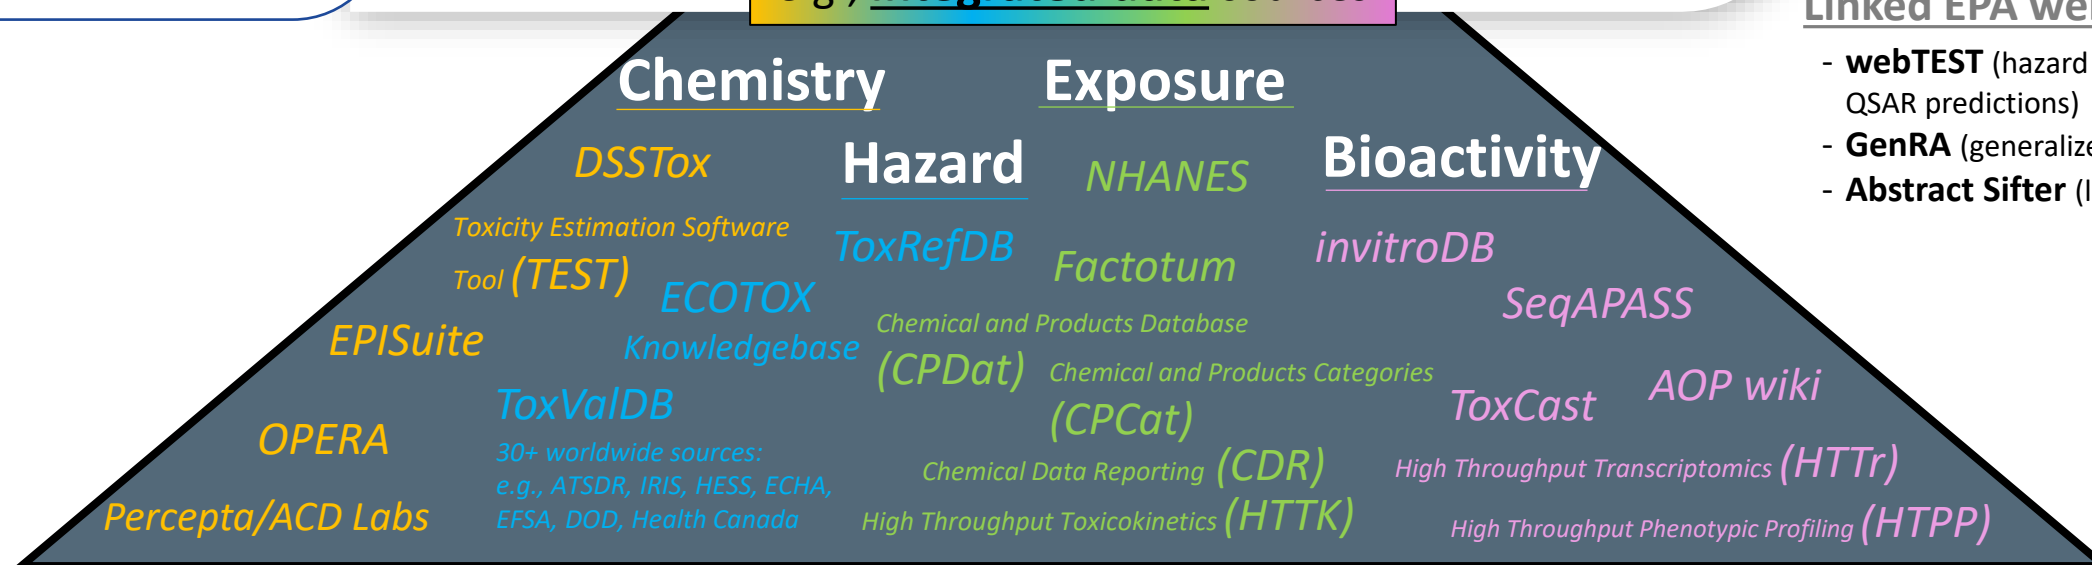 Chemistry
DSSTox
Toxicity Estimation Software
Tool (TEST)
EPISuite
OPERA
Percepta/ACD Labs
Hazard
ToxRefDB
ECOTOX
Knowledgebase
ToxValDB
30+ worldwide sources:
e.g., ATSDR, IRIS, HESS, ECHA,
EFSA, DOD, Health Canada
Exposure
NHANES
Factotum
Chemical and Products Database
(CPDat)
Chemical and Products Categories
(CPCat)
Chemical Data Reporting (CDR)
High Throughput Toxicokinetics (HTTK)
Bioactivity
invitroDB
SeqAPASS
ToxCast
AOP wiki
High Throughput Transcriptomics (HTTr)
High Throughput Phenotypic Profiling (HTPP)
Linked EPA
- webTEST (hazard
QSAR predictions)
- GenRA (generalize
- Abstract Sifter (